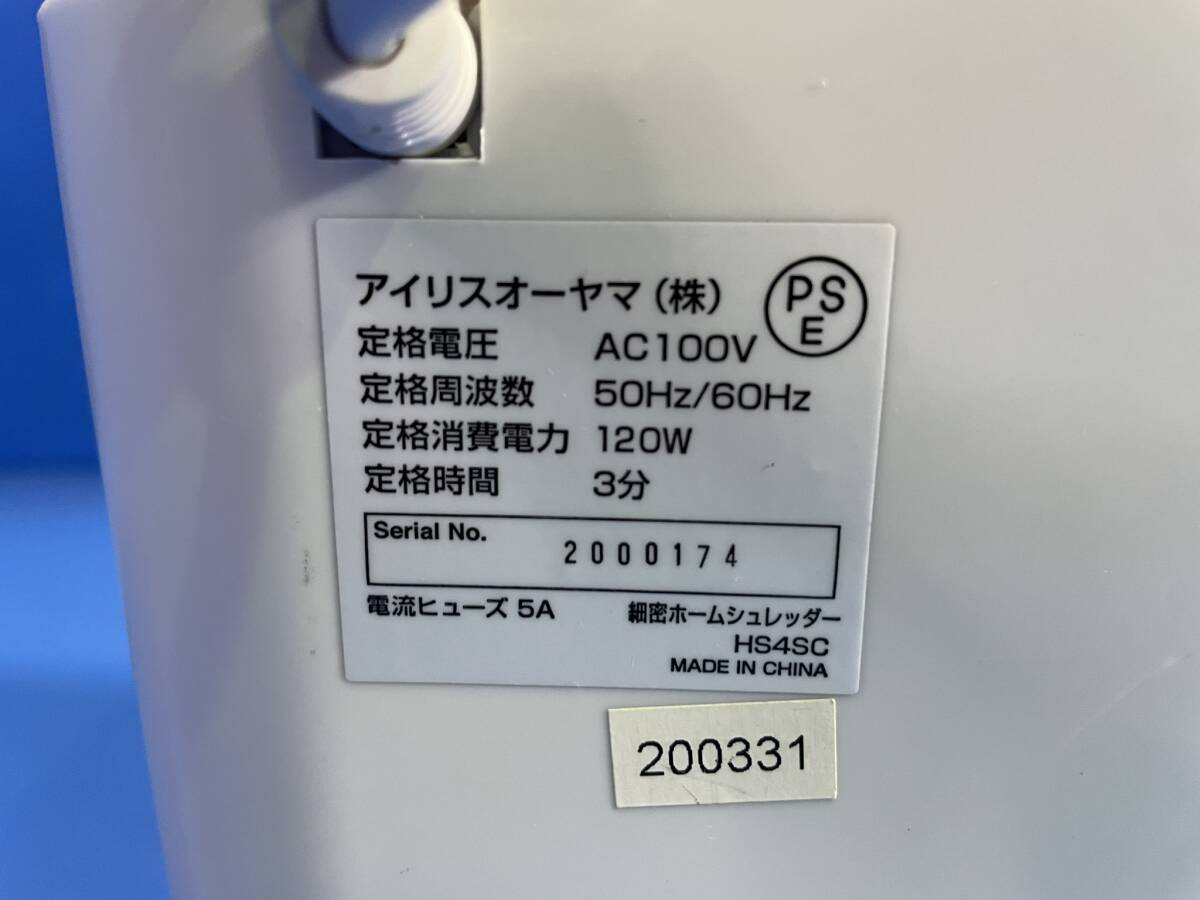 アイリスオーヤマ(株)
PS
E
定格電圧 AC100V
定格周波数 50Hz/60Hz
定格消費電力 120W
定格時間 3分
Serial No.
2000174
電流ヒューズ 5A 細密ホームシュレッダー
HS4SC
MADE IN CHINA
200331